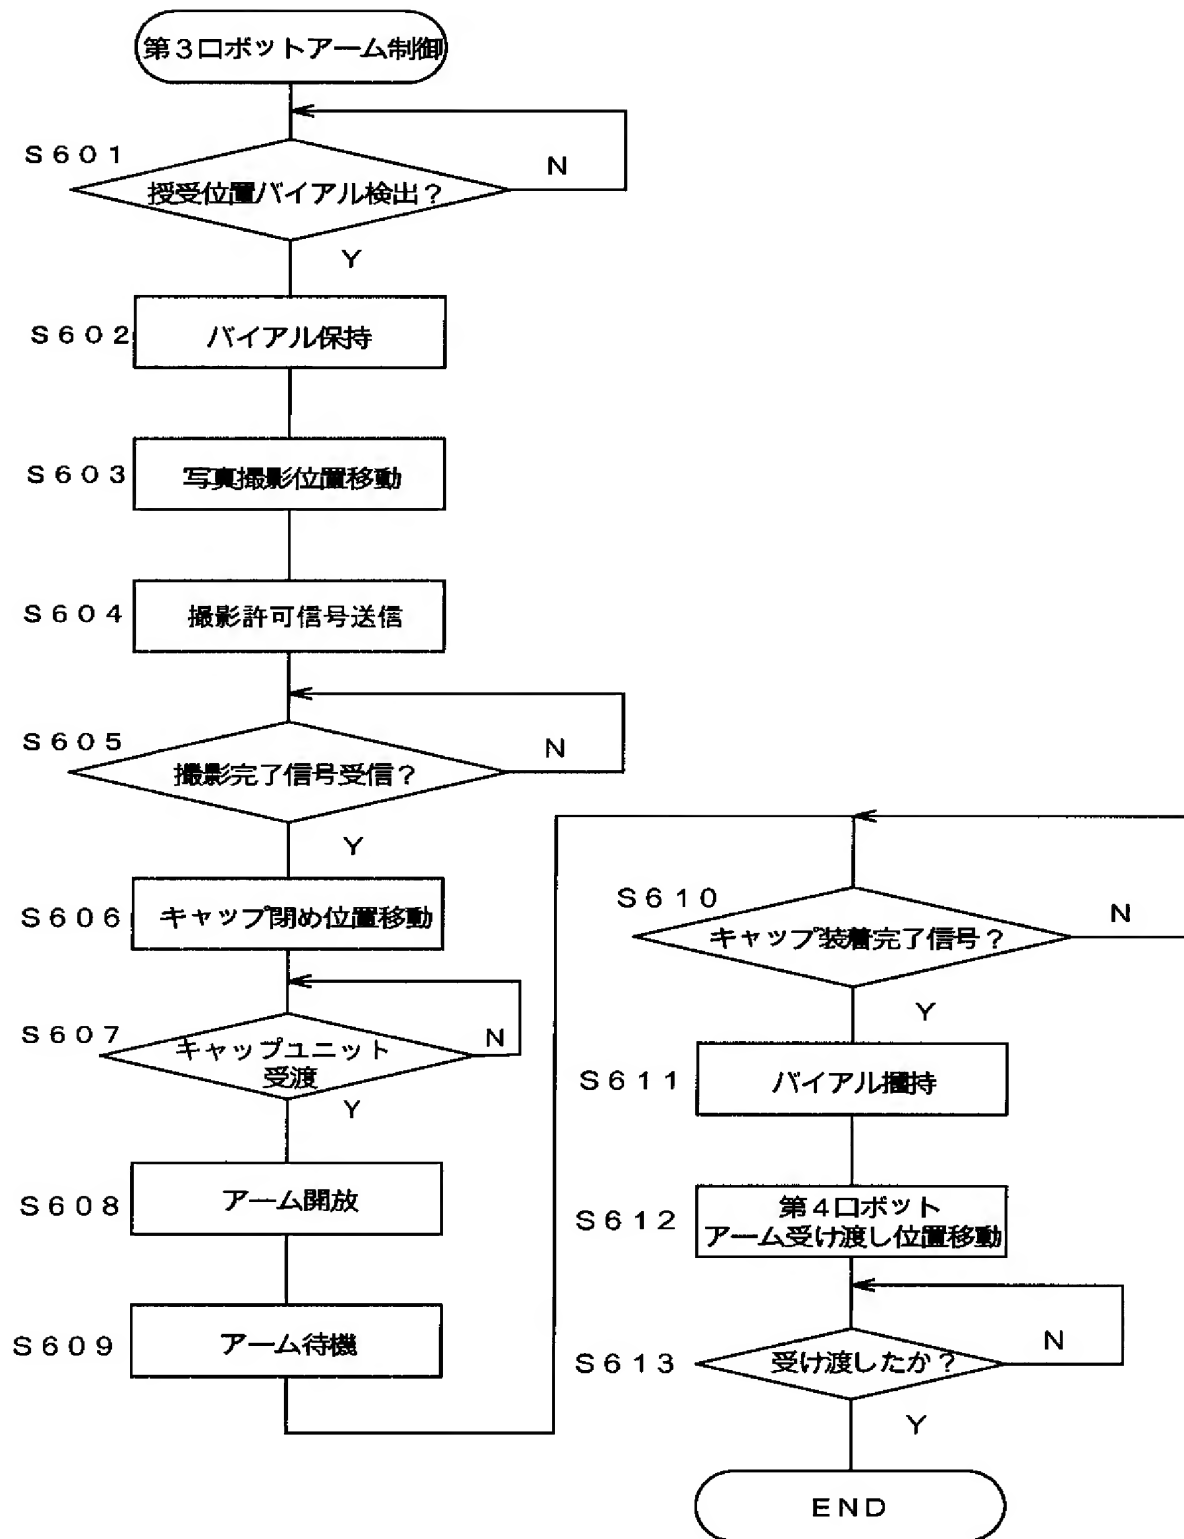 第３ロボットアーム制御
Ｓ６０１
授受位置バイアル検出？
Ｎ
Ｙ
Ｓ６０２
バイアル保持
Ｓ６０３
写真撮影位置移動
Ｓ６０４
撮影許可信号送信
Ｓ６０５
撮影完了信号受信？
Ｎ
Ｙ
Ｓ６０６
キャップ閉め位置移動
Ｓ６０７
キャップユニット
受渡
Ｎ
Ｙ
Ｓ６０８
アーム開放
Ｓ６０９
アーム待機
Ｓ６１０
キャップ装着完了信号？
Ｎ
Ｙ
Ｓ６１１
バイアル掴持
Ｓ６１２
第４ロボット
アーム受け渡し位置移動
Ｓ６１３
受け渡したか？
Ｎ
Ｙ
ＥＮＤ